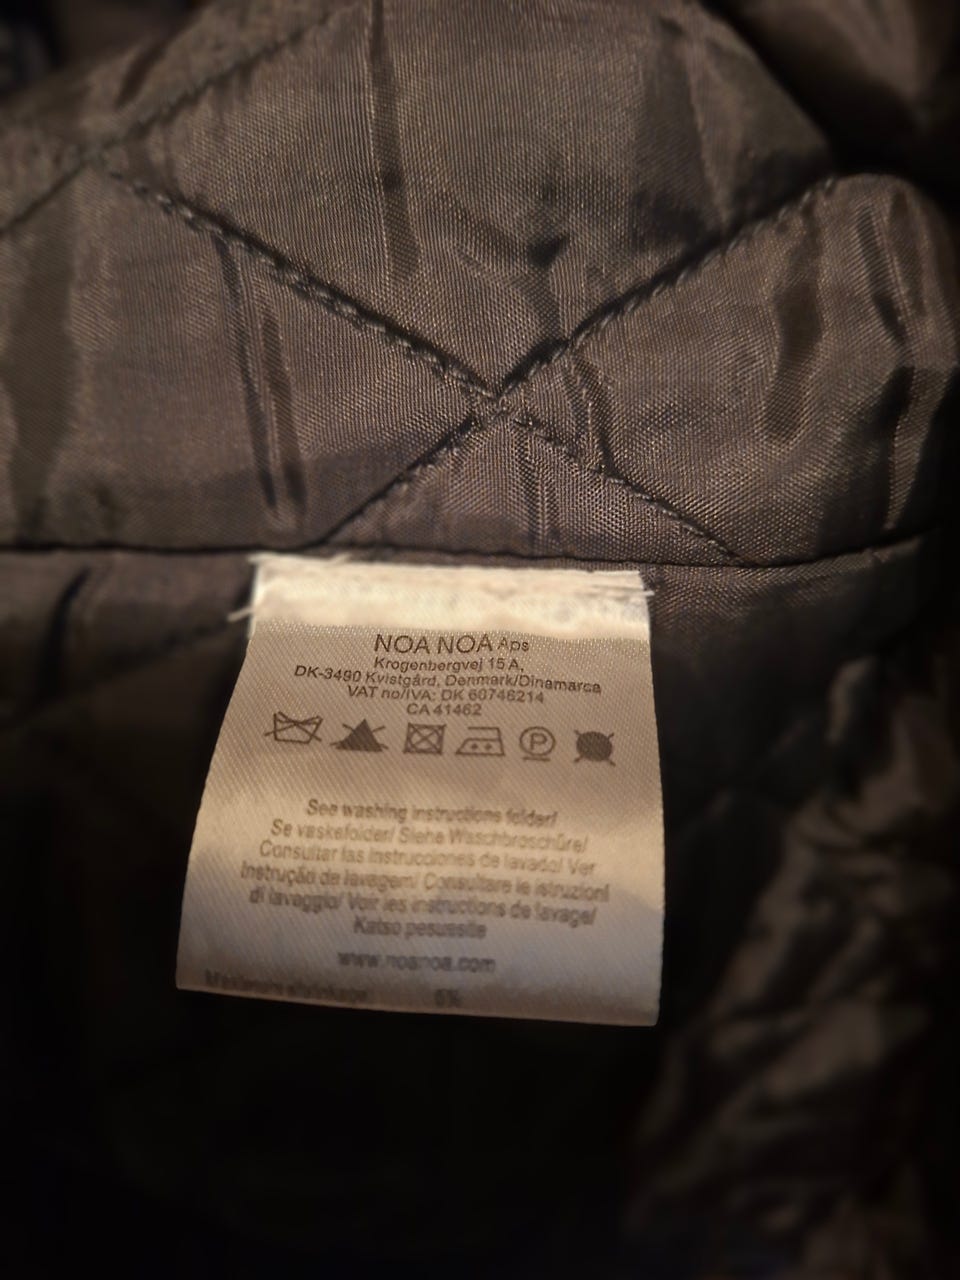 NOA NOA Aps
Krogenbergvej 15 A,
DK-3490 Kvistgård, Denmark/Dinamarca
VAT no/IVA: DK 60746214
CA 41462
P
See washing instructions folder/
Se vaskefolder/ Siehe Waschbroschüre/
Consultar las instrucciones de lavado/ Ver
Instrução de lavagem/ Consultare le istruzioni
di lavaggio/ Voir les instructions de lavage/
Katso pesuseite
www.noanoa.com
Maximum shrinkage: 5%